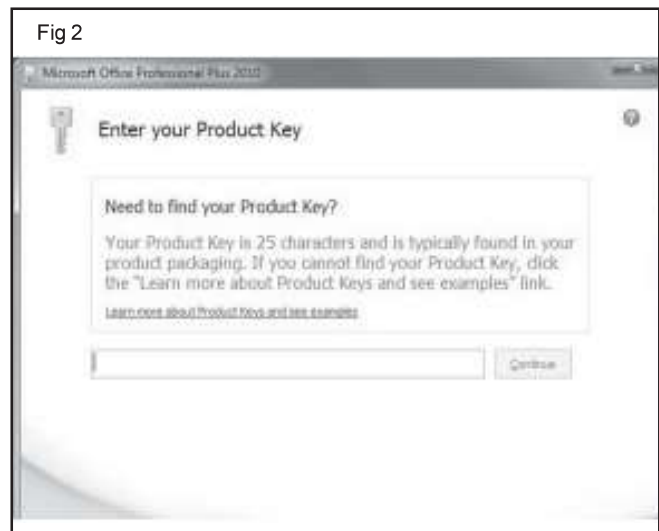 Fig 2
Microsoft Office Professional Plus 2010
Enter your Product Key
Need to find your Product Key?
Your Product Key is 25 characters and is typically found in your
product packaging. If you cannot find your Product Key, click
the "Learn more about Product Keys and see examples" link.
Learn more about Product Keys and see examples
Continue